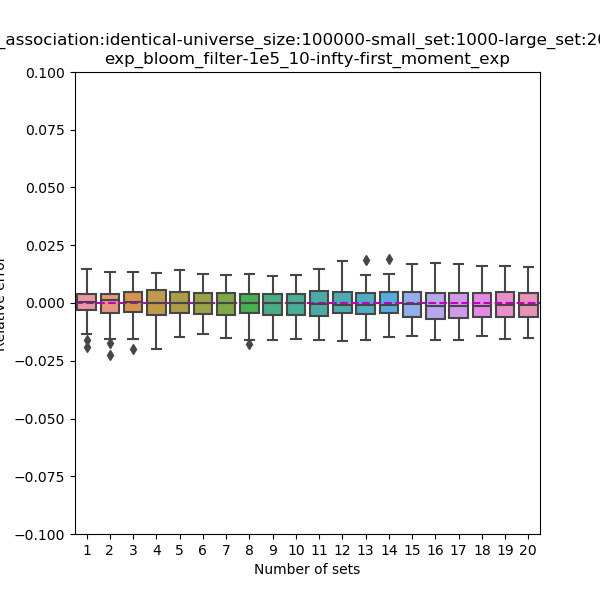 _association:identical-universe_size:100000-small_set:1000-large_set:20
exp_bloom_filter-1e5_10-infty-first_moment_exp
0.100
0.075
0.050
0.025
0.000
−0.025
−0.050
−0.075
−0.100
Relative error
1 2 3 4 5 6 7 8 9 10 11 12 13 14 15 16 17 18 19 20
Number of sets